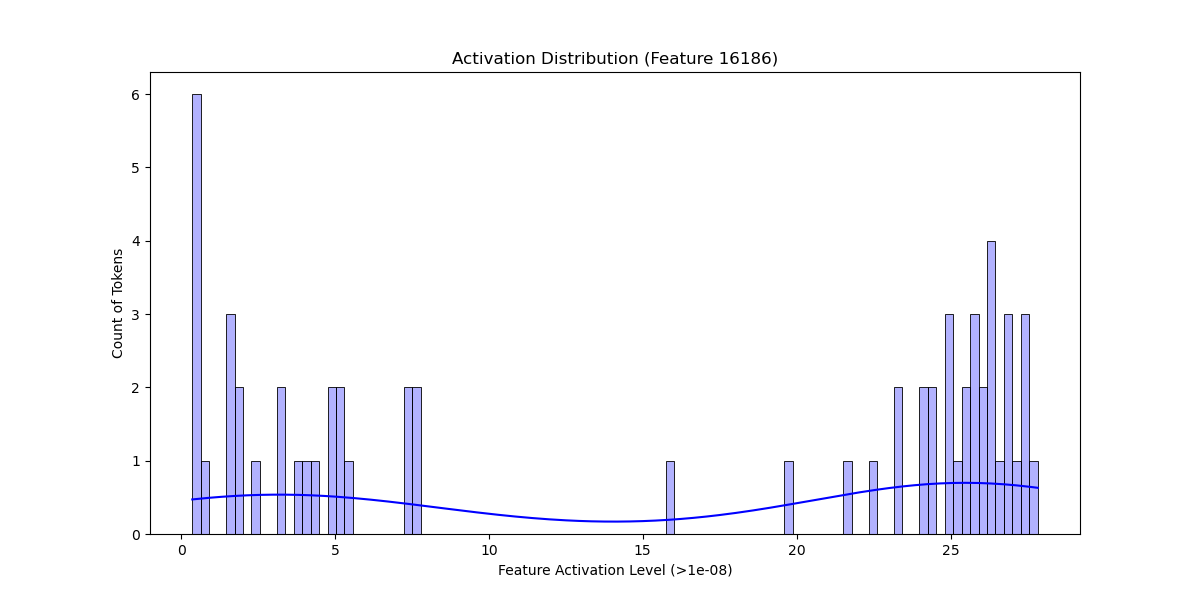 Activation Distribution (Feature 16186)
6
5
4
3
2
1
0
Count of Tokens
0 5 10 15 20 25
Feature Activation Level (>1e-08)